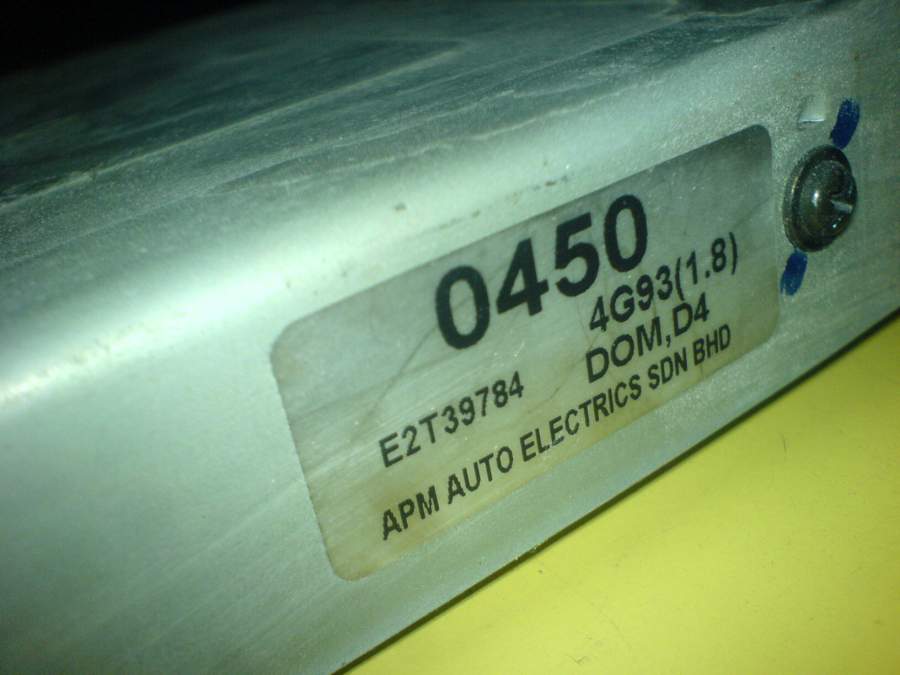 0450
4G93(1.8)
E2T39784 DOM,D4
APM AUTO ELECTRICS SDN BHD